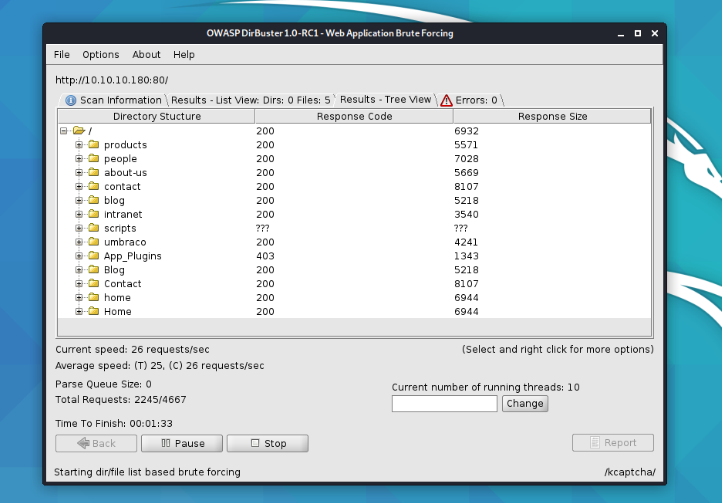 OWASP DirBuster 1.0-RC1 - Web Application Brute Forcing
File Options About Help
http://10.10.10.180:80/
Scan Information Results - List View: Dirs: 0 Files: 5 Results - Tree View Errors: 0
Directory Stucture Response Code Response Size
/ 200 6932
products 200 5571
people 200 7028
about-us 200 5669
contact 200 8107
blog 200 5218
intranet 200 3540
scripts ??? ???
umbraco 200 4241
App_Plugins 403 1343
Blog 200 5218
Contact 200 8107
home 200 6944
Home 200 6944
Current speed: 26 requests/sec (Select and right click for more options)
Average speed: (T) 25, (C) 26 requests/sec
Parse Queue Size: 0
Current number of running threads: 10
Total Requests: 2245/4667
Change
Time To Finish: 00:01:33
Back Pause Stop Report
Starting dir/file list based brute forcing /kcaptcha/